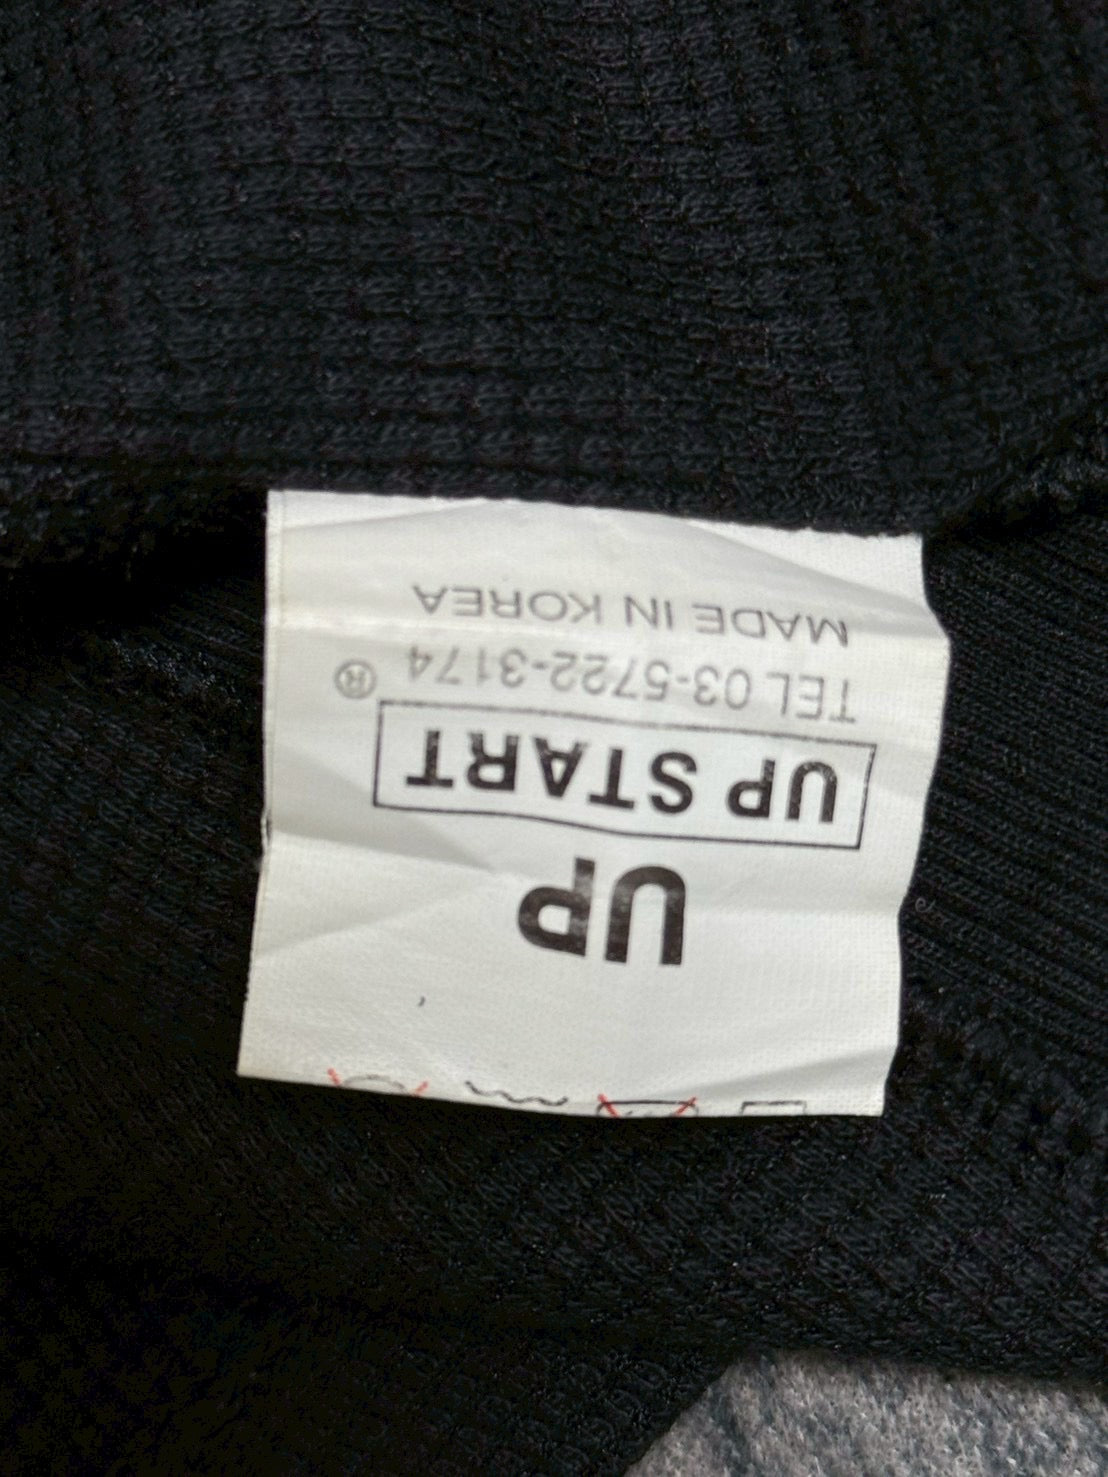 UP
UP START ®
TEL 03-5722-3174
MADE IN KOREA